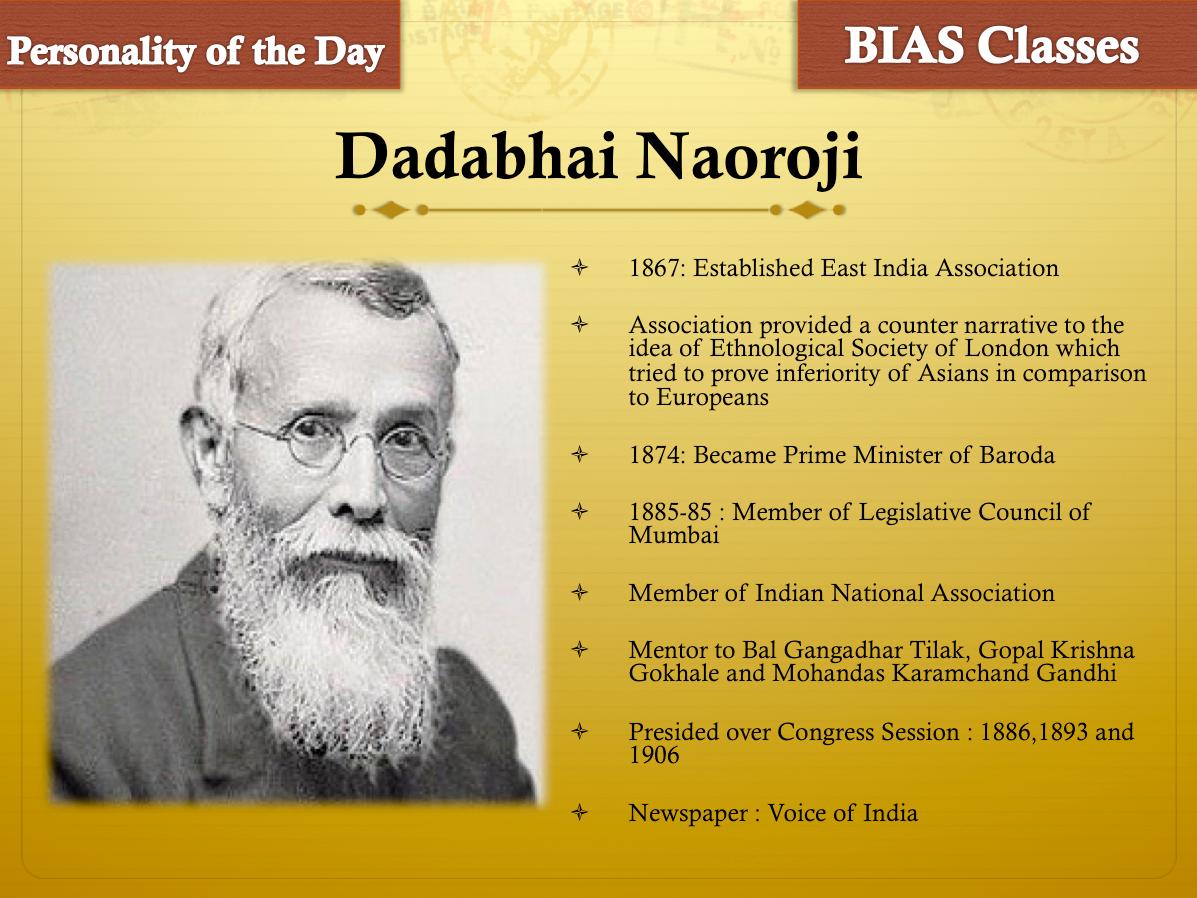 Personality of the Day
BIAS Classes
Dadabhai Naoroji
1867: Established East India Association
Association provided a counter narrative to the
idea of Ethnological Society of London which
tried to prove inferiority of Asians in comparison
to Europeans
1874: Became Prime Minister of Baroda
1885-85 : Member of Legislative Council of
Mumbai
Member of Indian National Association
Mentor to Bal Gangadhar Tilak, Gopal Krishna
Gokhale and Mohandas Karamchand Gandhi
Presided over Congress Session : 1886,1893 and
1906
Newspaper : Voice of India